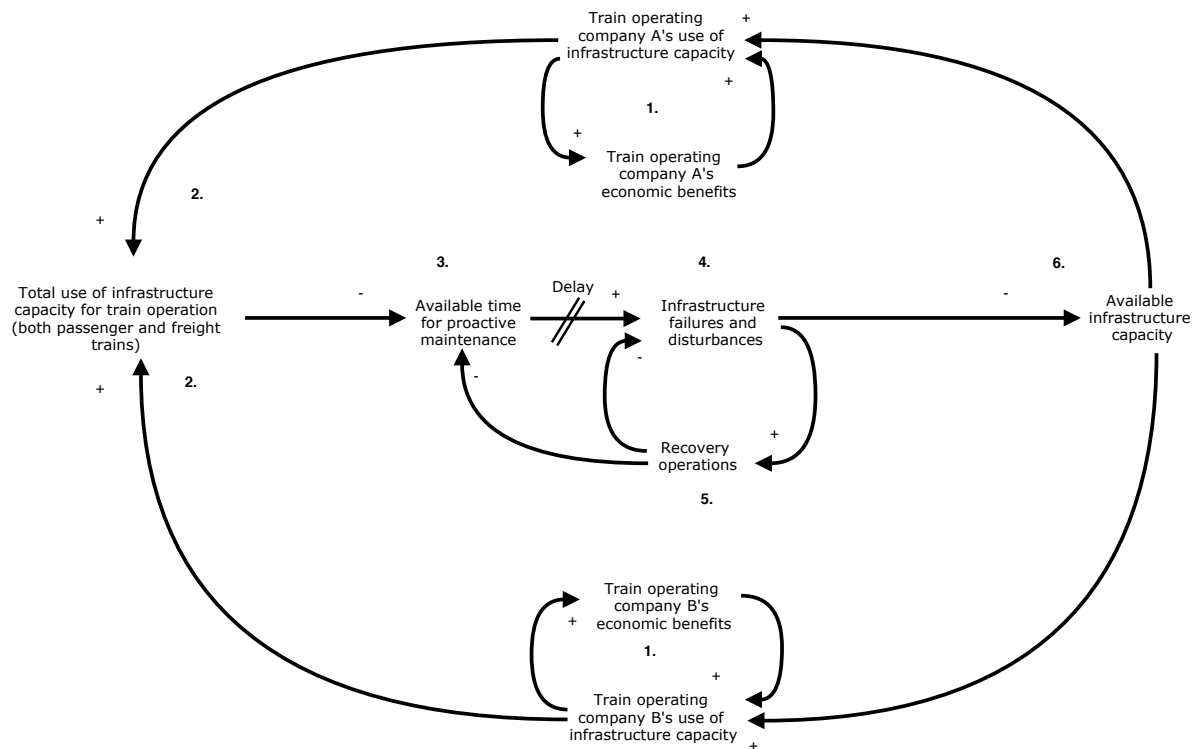 Train operating
company A's use of
infrastructure capacity
+
+
1.
+
Train operating
company A's
economic benefits
2.
+
3.
4.
6.
Total use of infrastructure
capacity for train operation
(both passenger and freight
trains)
-
Available time
for proactive
maintenance
Delay
+
Infrastructure
failures and
disturbances
-
Available
infrastructure
capacity
-
-
+
2.
+
Recovery
operations
5.
Train operating
company B's
economic benefits
+
1.
+
Train operating
company B's use of
infrastructure capacity
+